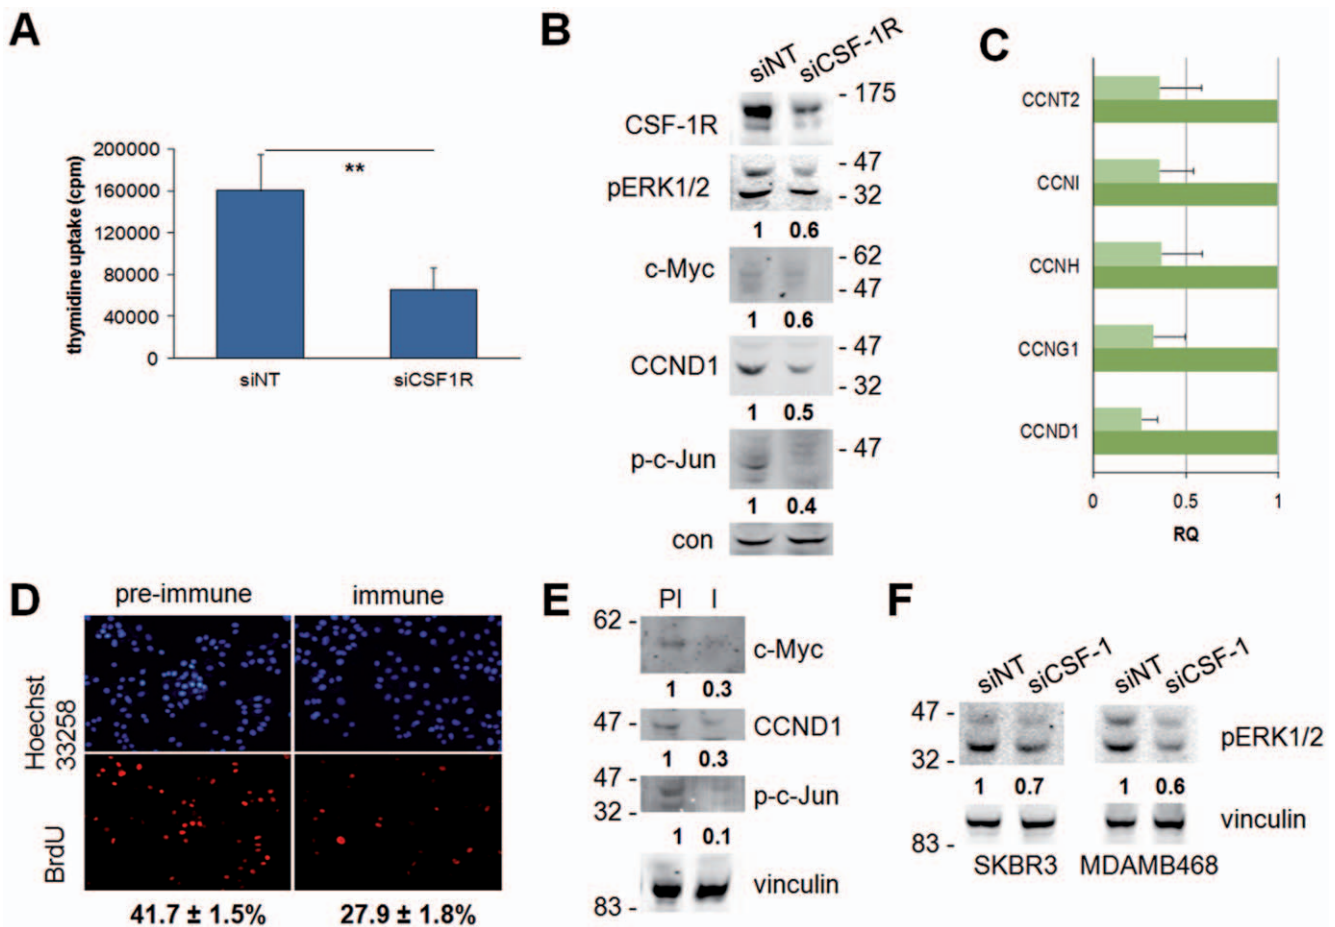 A
200000
160000
120000
80000
40000
0
thymidine uptake (cpm)
**
siNT siCSF1R
B
siNT siCSF-1R
CSF-1R
- 175
pERK1/2
- 47
- 32
1 0.6
c-Myc
- 62
- 47
1 0.6
CCND1
- 47
- 32
1 0.5
p-c-Jun
- 47
1 0.4
con
C
CCNT2
CCNI
CCNH
CCNG1
CCND1
0 0.5 1
RQ
D
pre-immune immune
Hoechst
33258
BrdU
41.7 ± 1.5% 27.9 ± 1.8%
E
PI I
62 -
c-Myc
1 0.3
47 -
CCND1
1 0.3
47 -
32 -
p-c-Jun
1 0.1
vinculin
83 -
F
siNT siCSF-1 siNT siCSF-1
47 -
32 -
pERK1/2
1 0.7 1 0.6
vinculin
83 -
SKBR3 MDAMB468